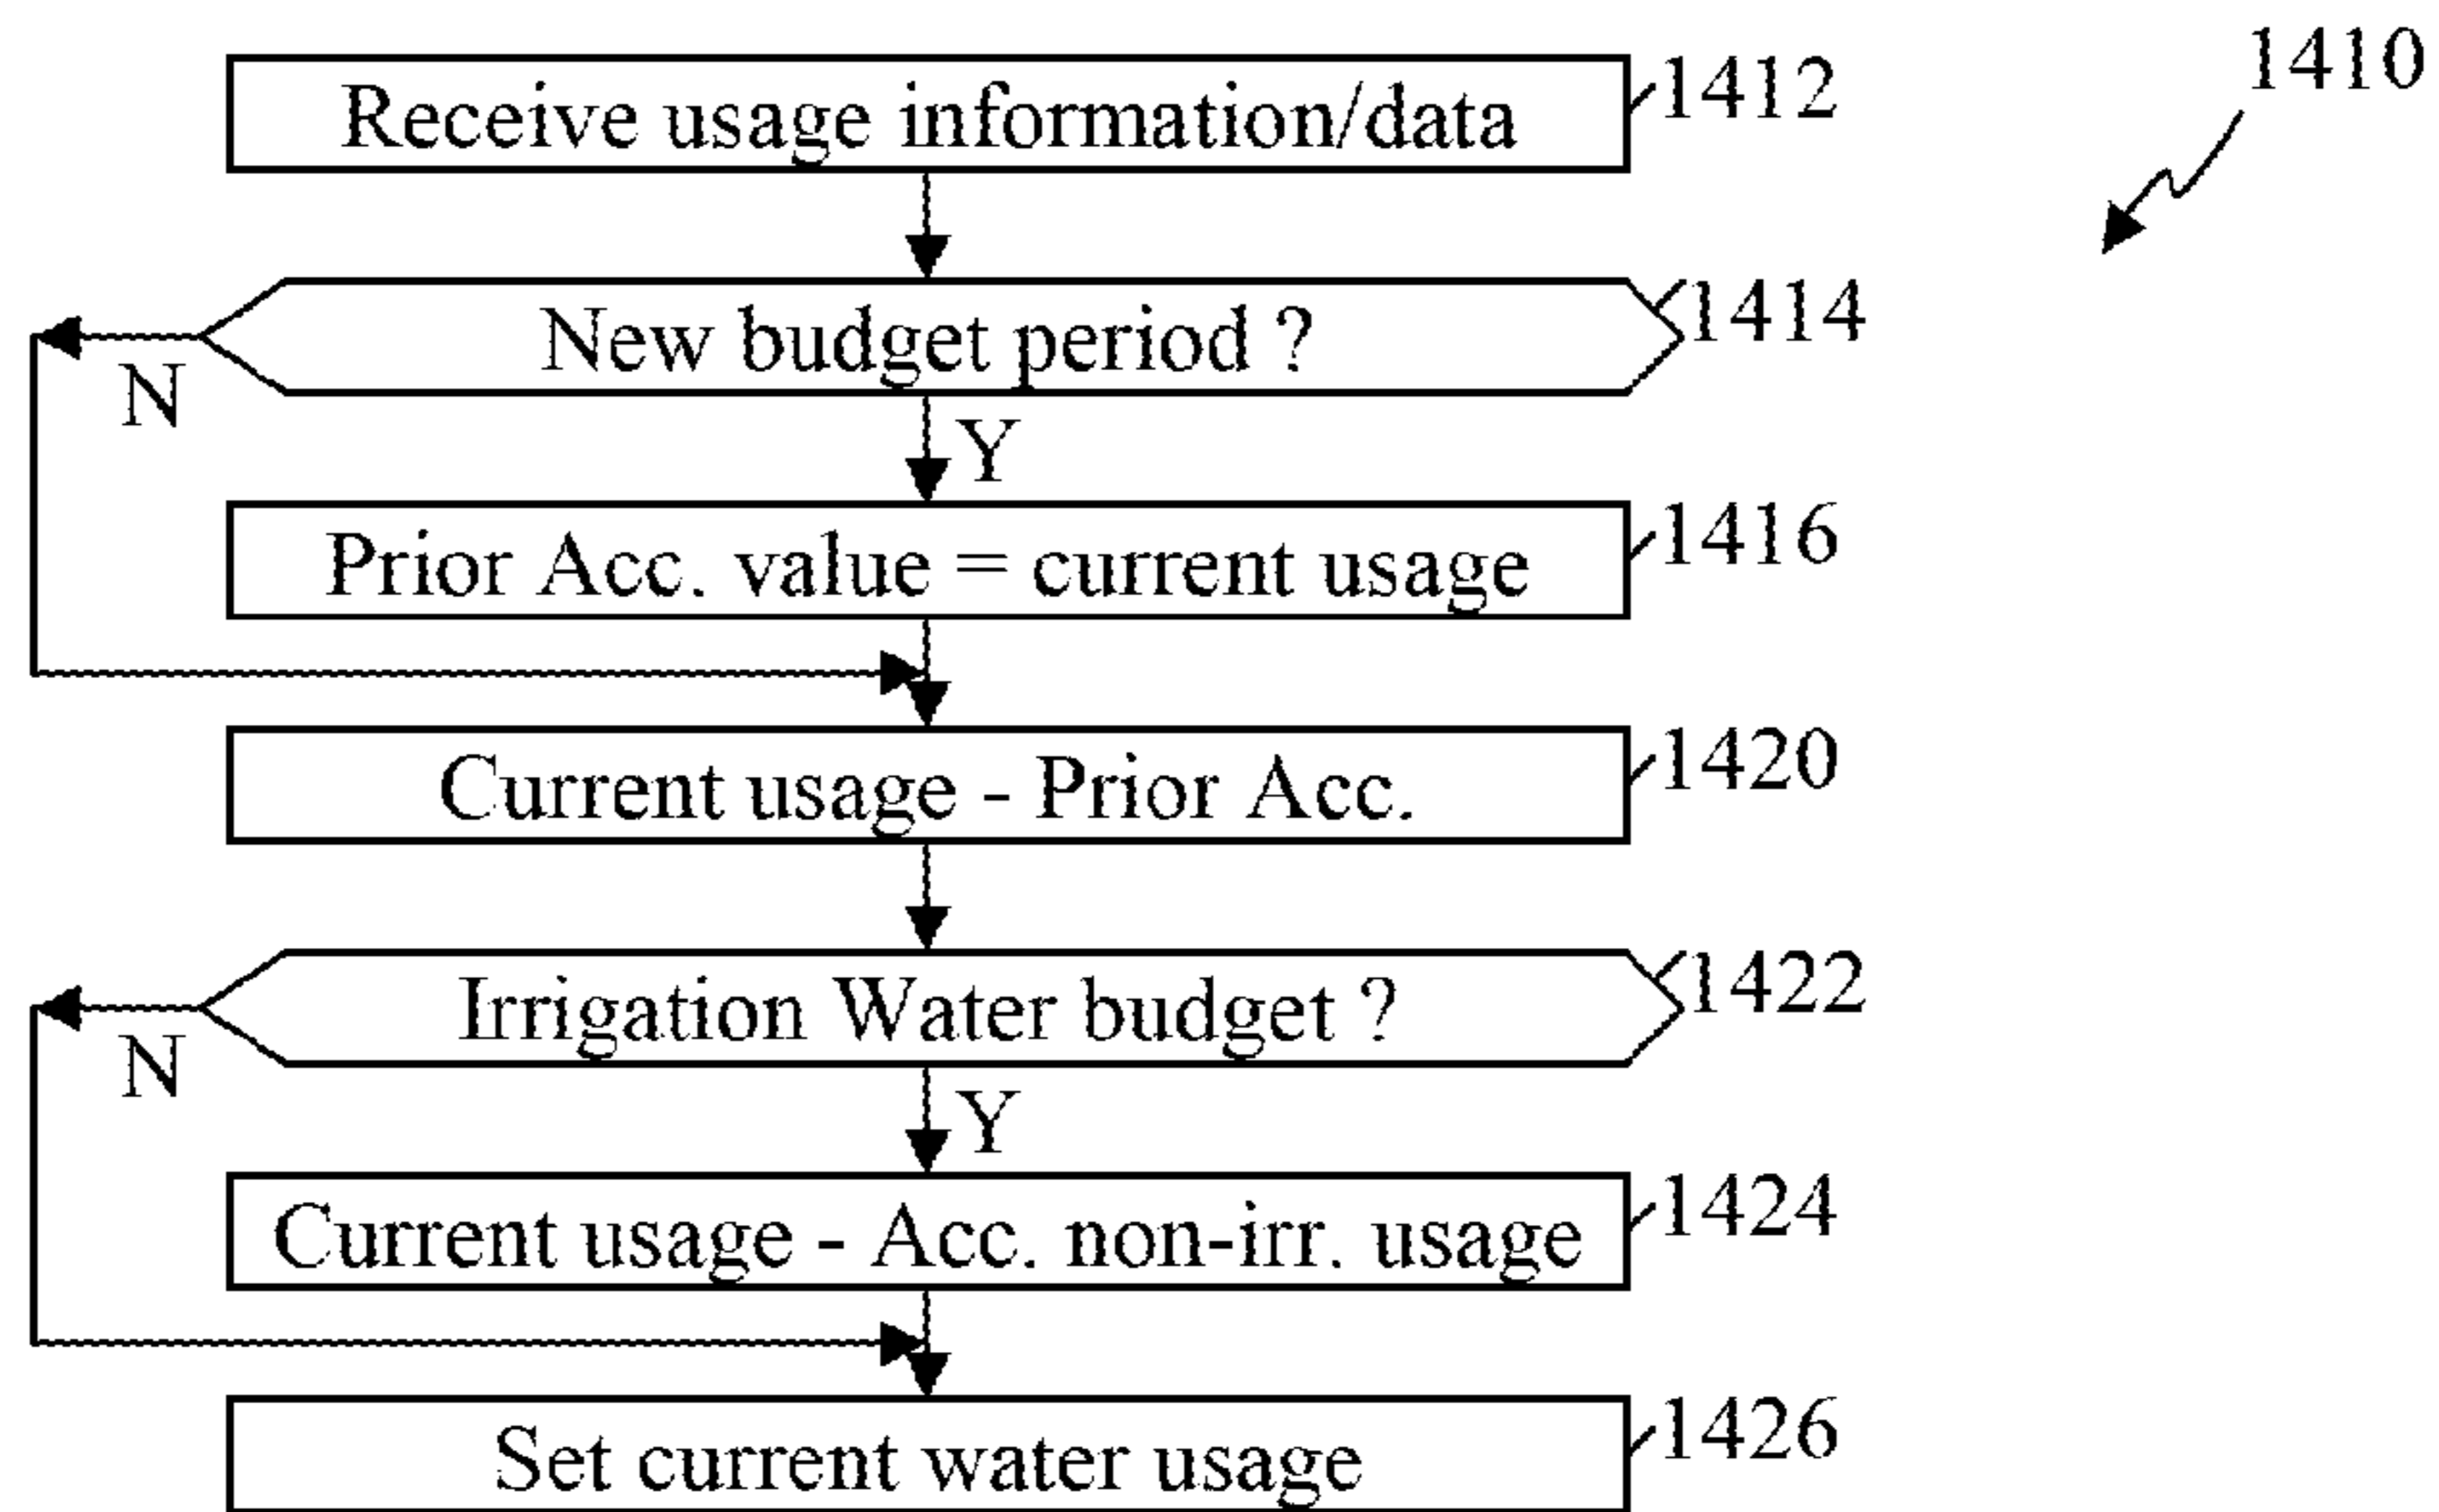 1410
Receive usage information/data
1412
New budget period ?
1414
N
Y
Prior Acc. value = current usage
1416
Current usage - Prior Acc.
1420
Irrigation Water budget ?
1422
N
Y
Current usage - Acc. non-irr. usage
1424
Set current water usage
1426